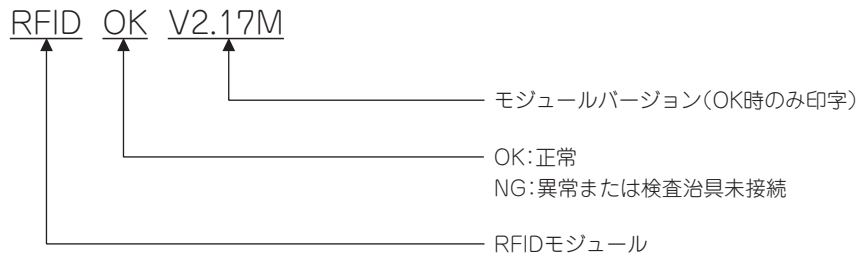 RFID OK V2.17M
モジュールバージョン(OK時のみ印字)
OK:正常
NG:異常または検査治具未接続
RFIDモジュール